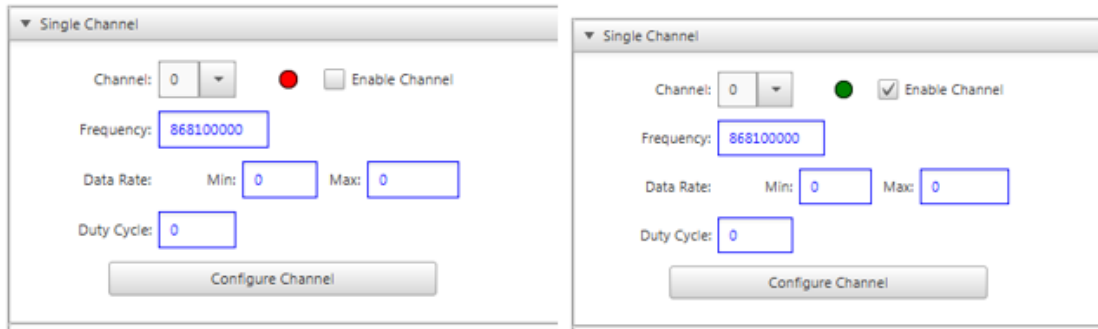 Single Channel
Channel: 0 Enable Channel
Frequency: 868100000
Data Rate: Min: 0 Max: 0
Duty Cycle: 0
Configure Channel
Single Channel
Channel: 0 Enable Channel
Frequency: 868100000
Data Rate: Min: 0 Max: 0
Duty Cycle: 0
Configure Channel